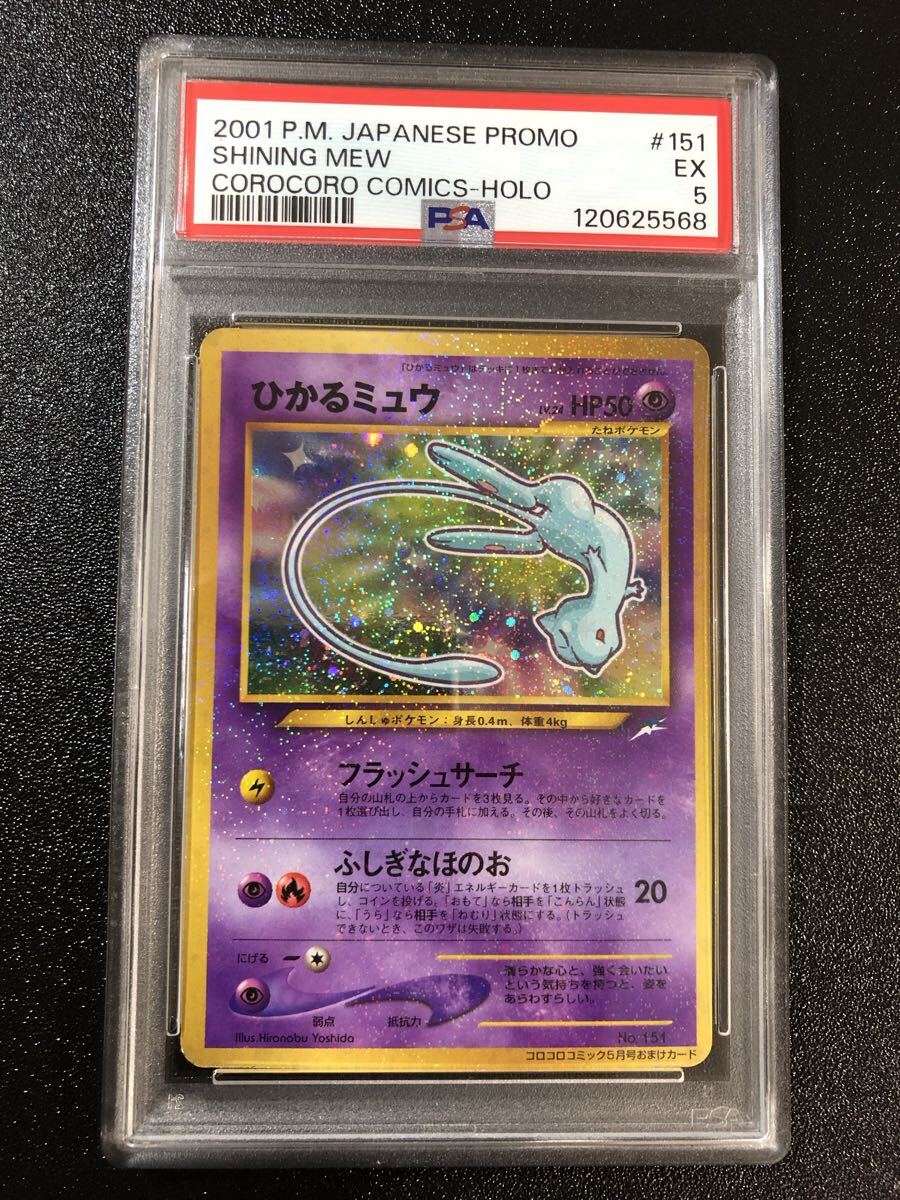 2001 P.M. JAPANESE PROMO #151
SHINING MEW EX
COROCORO COMICS-HOLO 5
PSA 120625568
ひかるミュウ LV.24 HP50
たねポケモン
しんしゅポケモン：身長0.4m、体重4kg
フラッシュサーチ
自分の山札の上からカードを3枚見る。その中から好きなカードを
1枚選び出し、自分の手札に加える。その後、その山札をよく切る。
ふしぎなほのお 20
自分についている「炎」エネルギーカードを1枚トラッシュ
し、コインを投げる。「おもて」なら相手を「こんらん」状態
に、「うら」なら相手を「ねむり」状態にする。（トラッシュ
できないとき、このワザは失敗する。）
にげる
清らかな心と、強く会いたい
という気持ちを持つと、姿を
あらわすらしい。
弱点 抵抗力
Illus.Hironobu Yoshida No.151
コロコロコミック5月号おまけカード
PSA